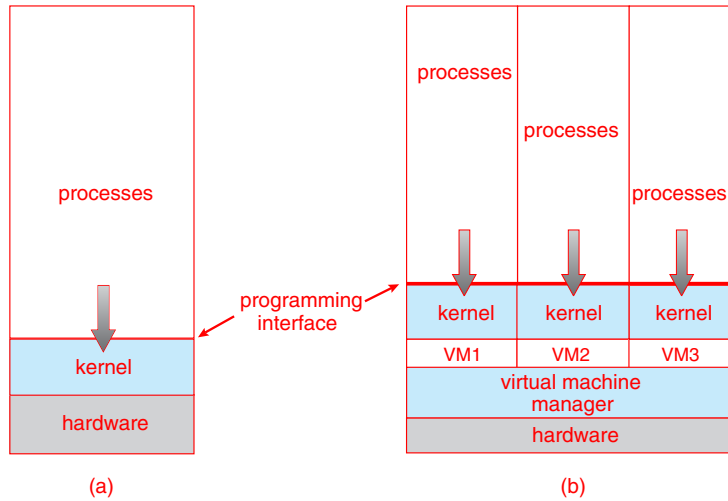 processes
programming
interface
kernel
hardware
(a)
processes
processes
processes
kernel
kernel
kernel
VM1
VM2
VM3
virtual machine
manager
hardware
(b)